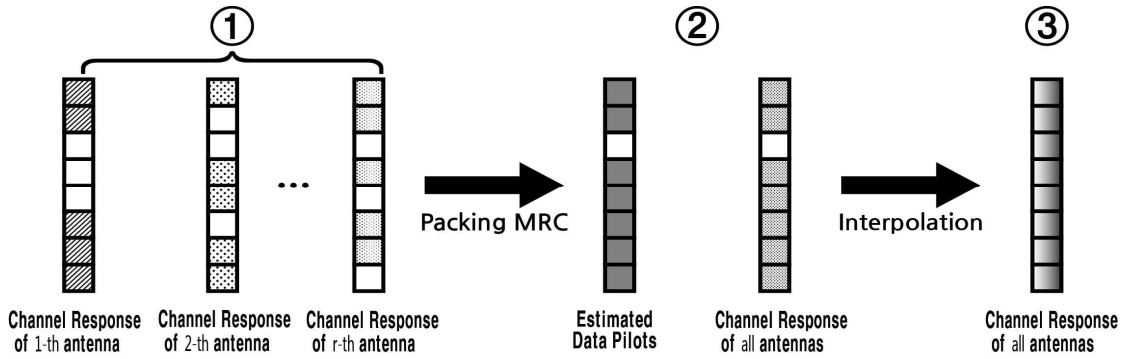 ① ② ③
...
Packing MRC
Interpolation
Channel Response
of 1-th antenna
Channel Response
of 2-th antenna
Channel Response
of r-th antenna
Estimated
Data Pilots
Channel Response
of all antennas
Channel Response
of all antennas